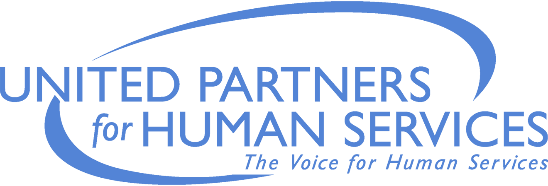 UNITED PARTNERS
for HUMAN SERVICES
The Voice for Human Services